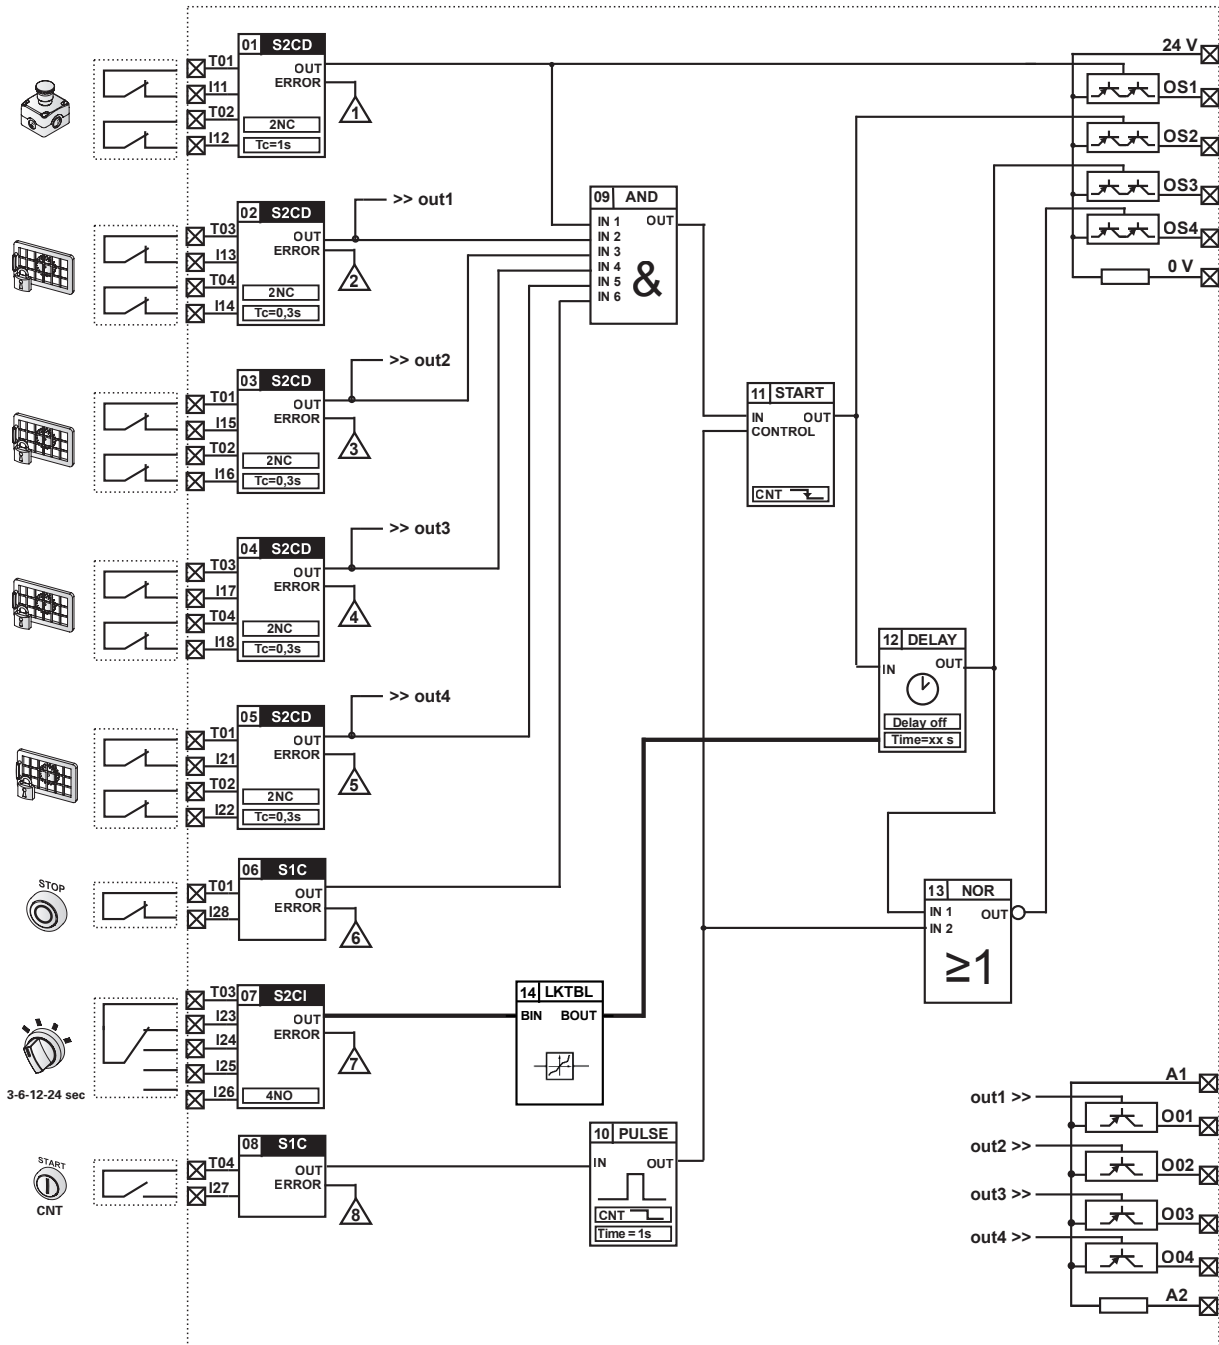 01 S2CD
T01
I11
T02
I12
OUT
ERROR
1
2NC
Tc=1s
02 S2CD
T03
I13
T04
I14
OUT
ERROR
2
2NC
Tc=0,3s
>> out1
03 S2CD
T01
I15
T02
I16
OUT
ERROR
3
2NC
Tc=0,3s
>> out2
04 S2CD
T03
I17
T04
I18
OUT
ERROR
4
2NC
Tc=0,3s
>> out3
05 S2CD
T01
I21
T02
I22
OUT
ERROR
5
2NC
Tc=0,3s
>> out4
STOP
06 S1C
T01
I28
OUT
ERROR
6
3-6-12-24 sec
07 S2CI
T03
I23
I24
I25
I26
OUT
ERROR
7
4NO
START
CNT
08 S1C
T04
I27
OUT
ERROR
8
09 AND
IN 1 OUT
IN 2
IN 3
IN 4
IN 5
IN 6
&
14 LKTBL
BIN BOUT
10 PULSE
IN OUT
CNT
Time = 1s
11 START
IN OUT
CONTROL
CNT
12 DELAY
IN OUT
Delay off
Time=xx s
13 NOR
IN 1 OUT
IN 2
≥1
24 V
OS1
OS2
OS3
OS4
0 V
A1
out1 >>
O01
out2 >>
O02
out3 >>
O03
out4 >>
O04
A2